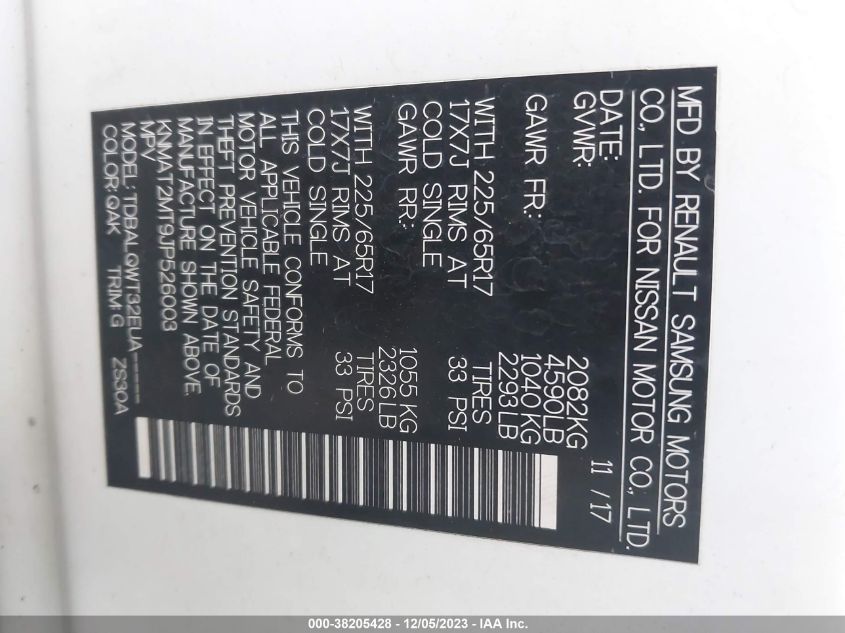 MFD BY RENAULT SAMSUNG MOTORS
CO., LTD. FOR NISSAN MOTOR CO., LTD.
DATE: 11 /17
GVWR: 2082KG
4590LB
GAWR FR: 1040 KG
2293LB
WITH 225/65R17 TIRES
17X7J RIMS AT 33 PSI
COLD SINGLE
GAWR RR: 1055 KG
2326LB
WITH 225/65R17 TIRES
17X7J RIMS AT 33 PSI
COLD SINGLE
THIS VEHICLE CONFORMS TO
ALL APPLICABLE FEDERAL
MOTOR VEHICLE SAFETY AND
THEFT PREVENTION STANDARDS
IN EFFECT ON THE DATE OF
MANUFACTURE SHOWN ABOVE.
KNMAT2MT9JP526003
MPV
MODEL: TDBALQWT32EUA-----
COLOR: QAK TRIM: G ZS30A
000-38205428 - 12/05/2023 - IAA Inc.